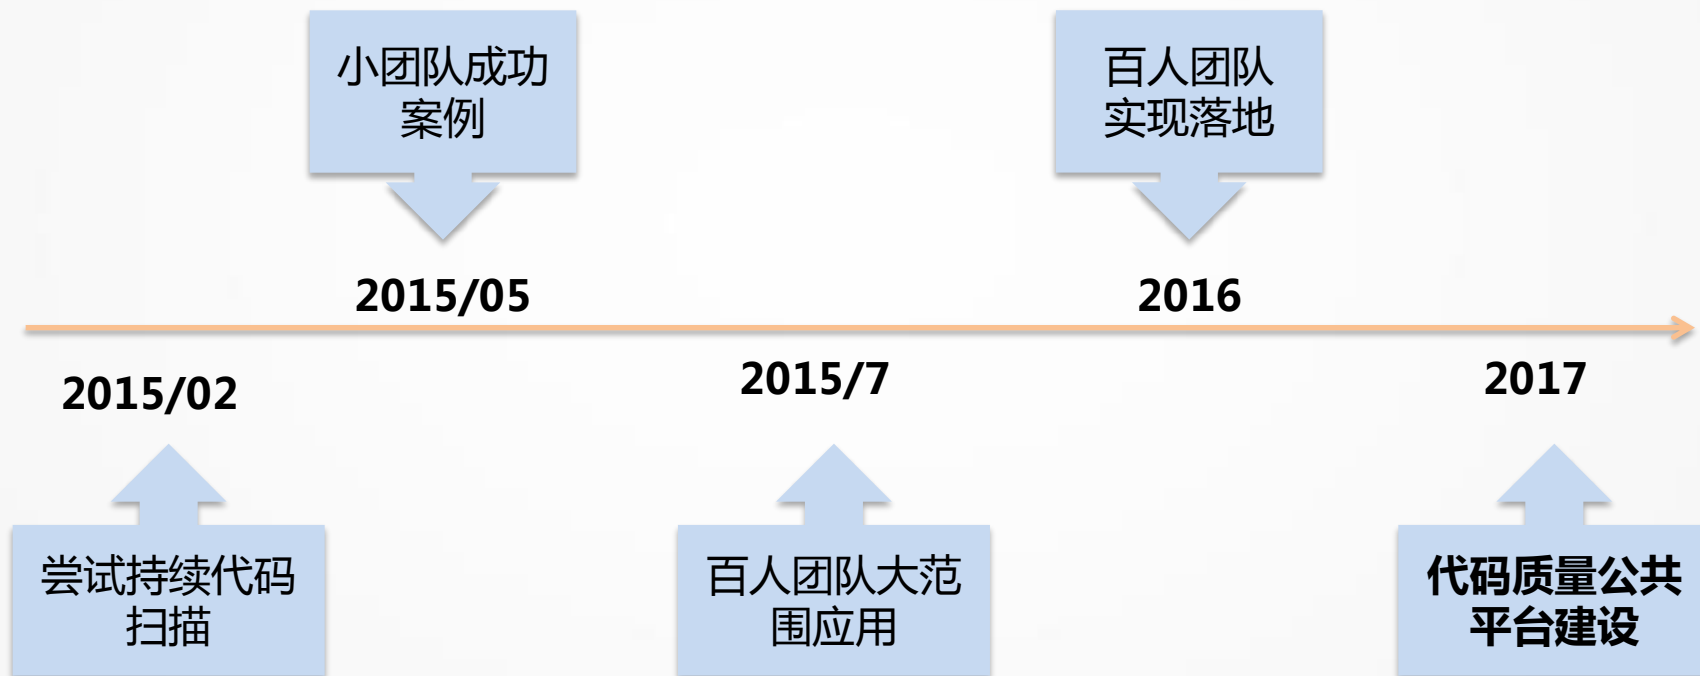 小团队成功
案例
百人团队
实现落地
2015/05
2016
2015/02
2015/7
2017
尝试持续代码
扫描
百人团队大范
围应用
代码质量公共
平台建设